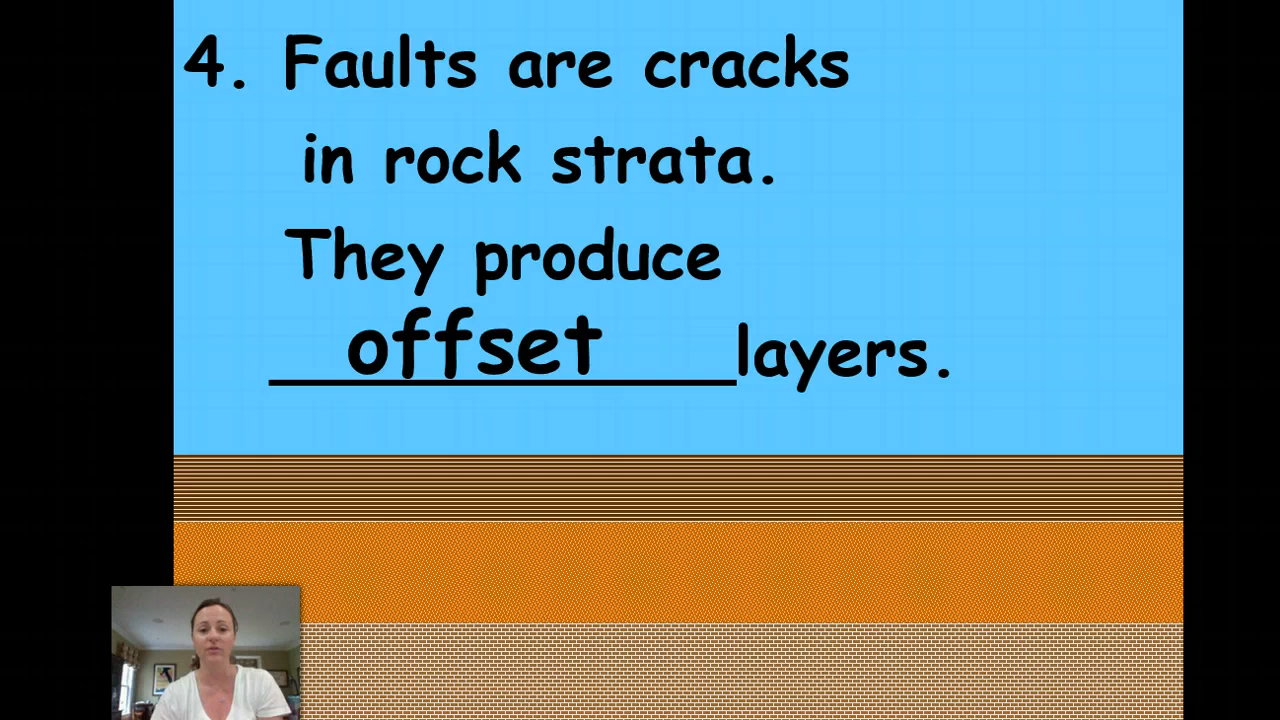 4. Faults are cracks
in rock strata.
They produce
offset layers.